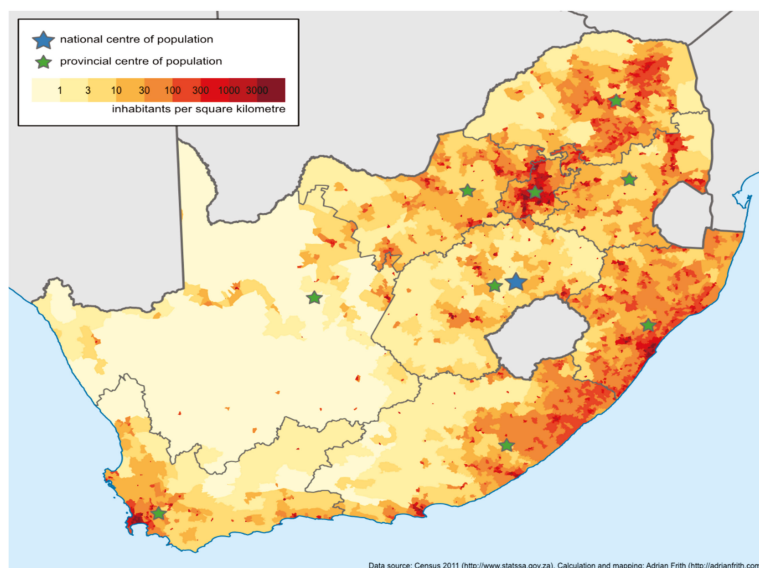 national centre of population
provincial centre of population
1 3 10 30 100 300 1000 3000
inhabitants per square kilometre
Data source: Census 2011 (http://www.statssa.gov.za). Calculation and mapping: Adrian Frith (http://adrianfrith.com